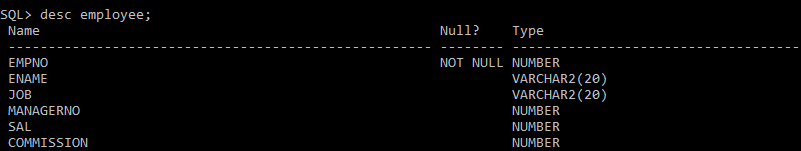 SQL> desc employee;
Name Null? Type
----------------------------------------------------- -------- ------------------------------------
EMPNO NOT NULL NUMBER
ENAME VARCHAR2(20)
JOB VARCHAR2(20)
MANAGERNO NUMBER
SAL NUMBER
COMMISSION NUMBER